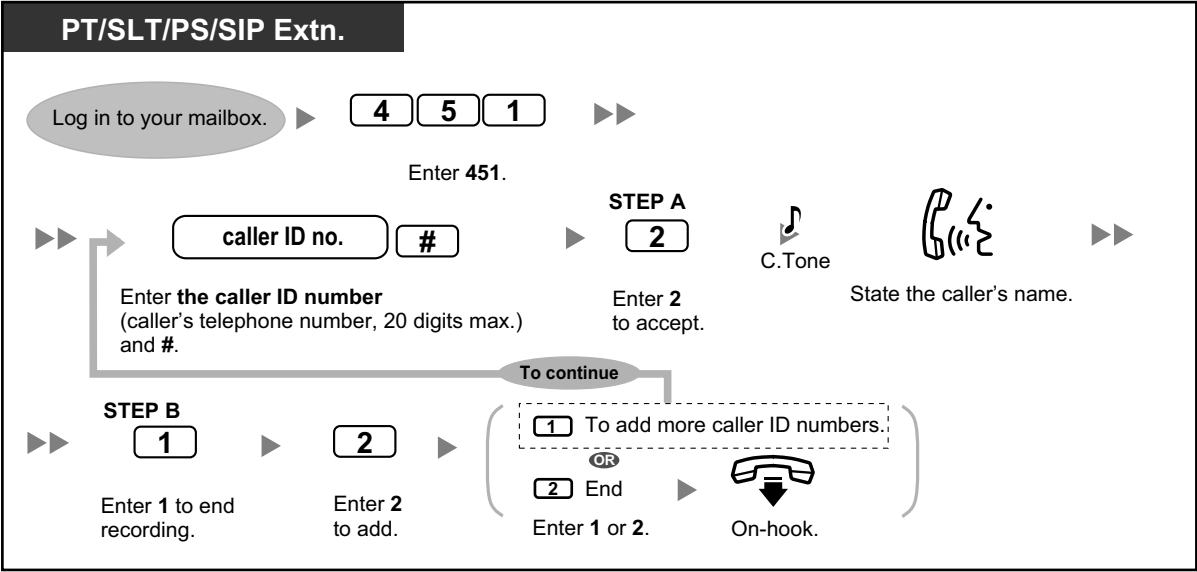 PT/SLT/PS/SIP Extn.
Log in to your mailbox.
4 5 1
Enter 451.
caller ID no. #
Enter the caller ID number
(caller's telephone number, 20 digits max.)
and #.
STEP A
2
Enter 2
to accept.
C.Tone
State the caller's name.
To continue
STEP B
1
Enter 1 to end
recording.
2
Enter 2
to add.
1 To add more caller ID numbers.
OR
2 End
Enter 1 or 2.
On-hook.